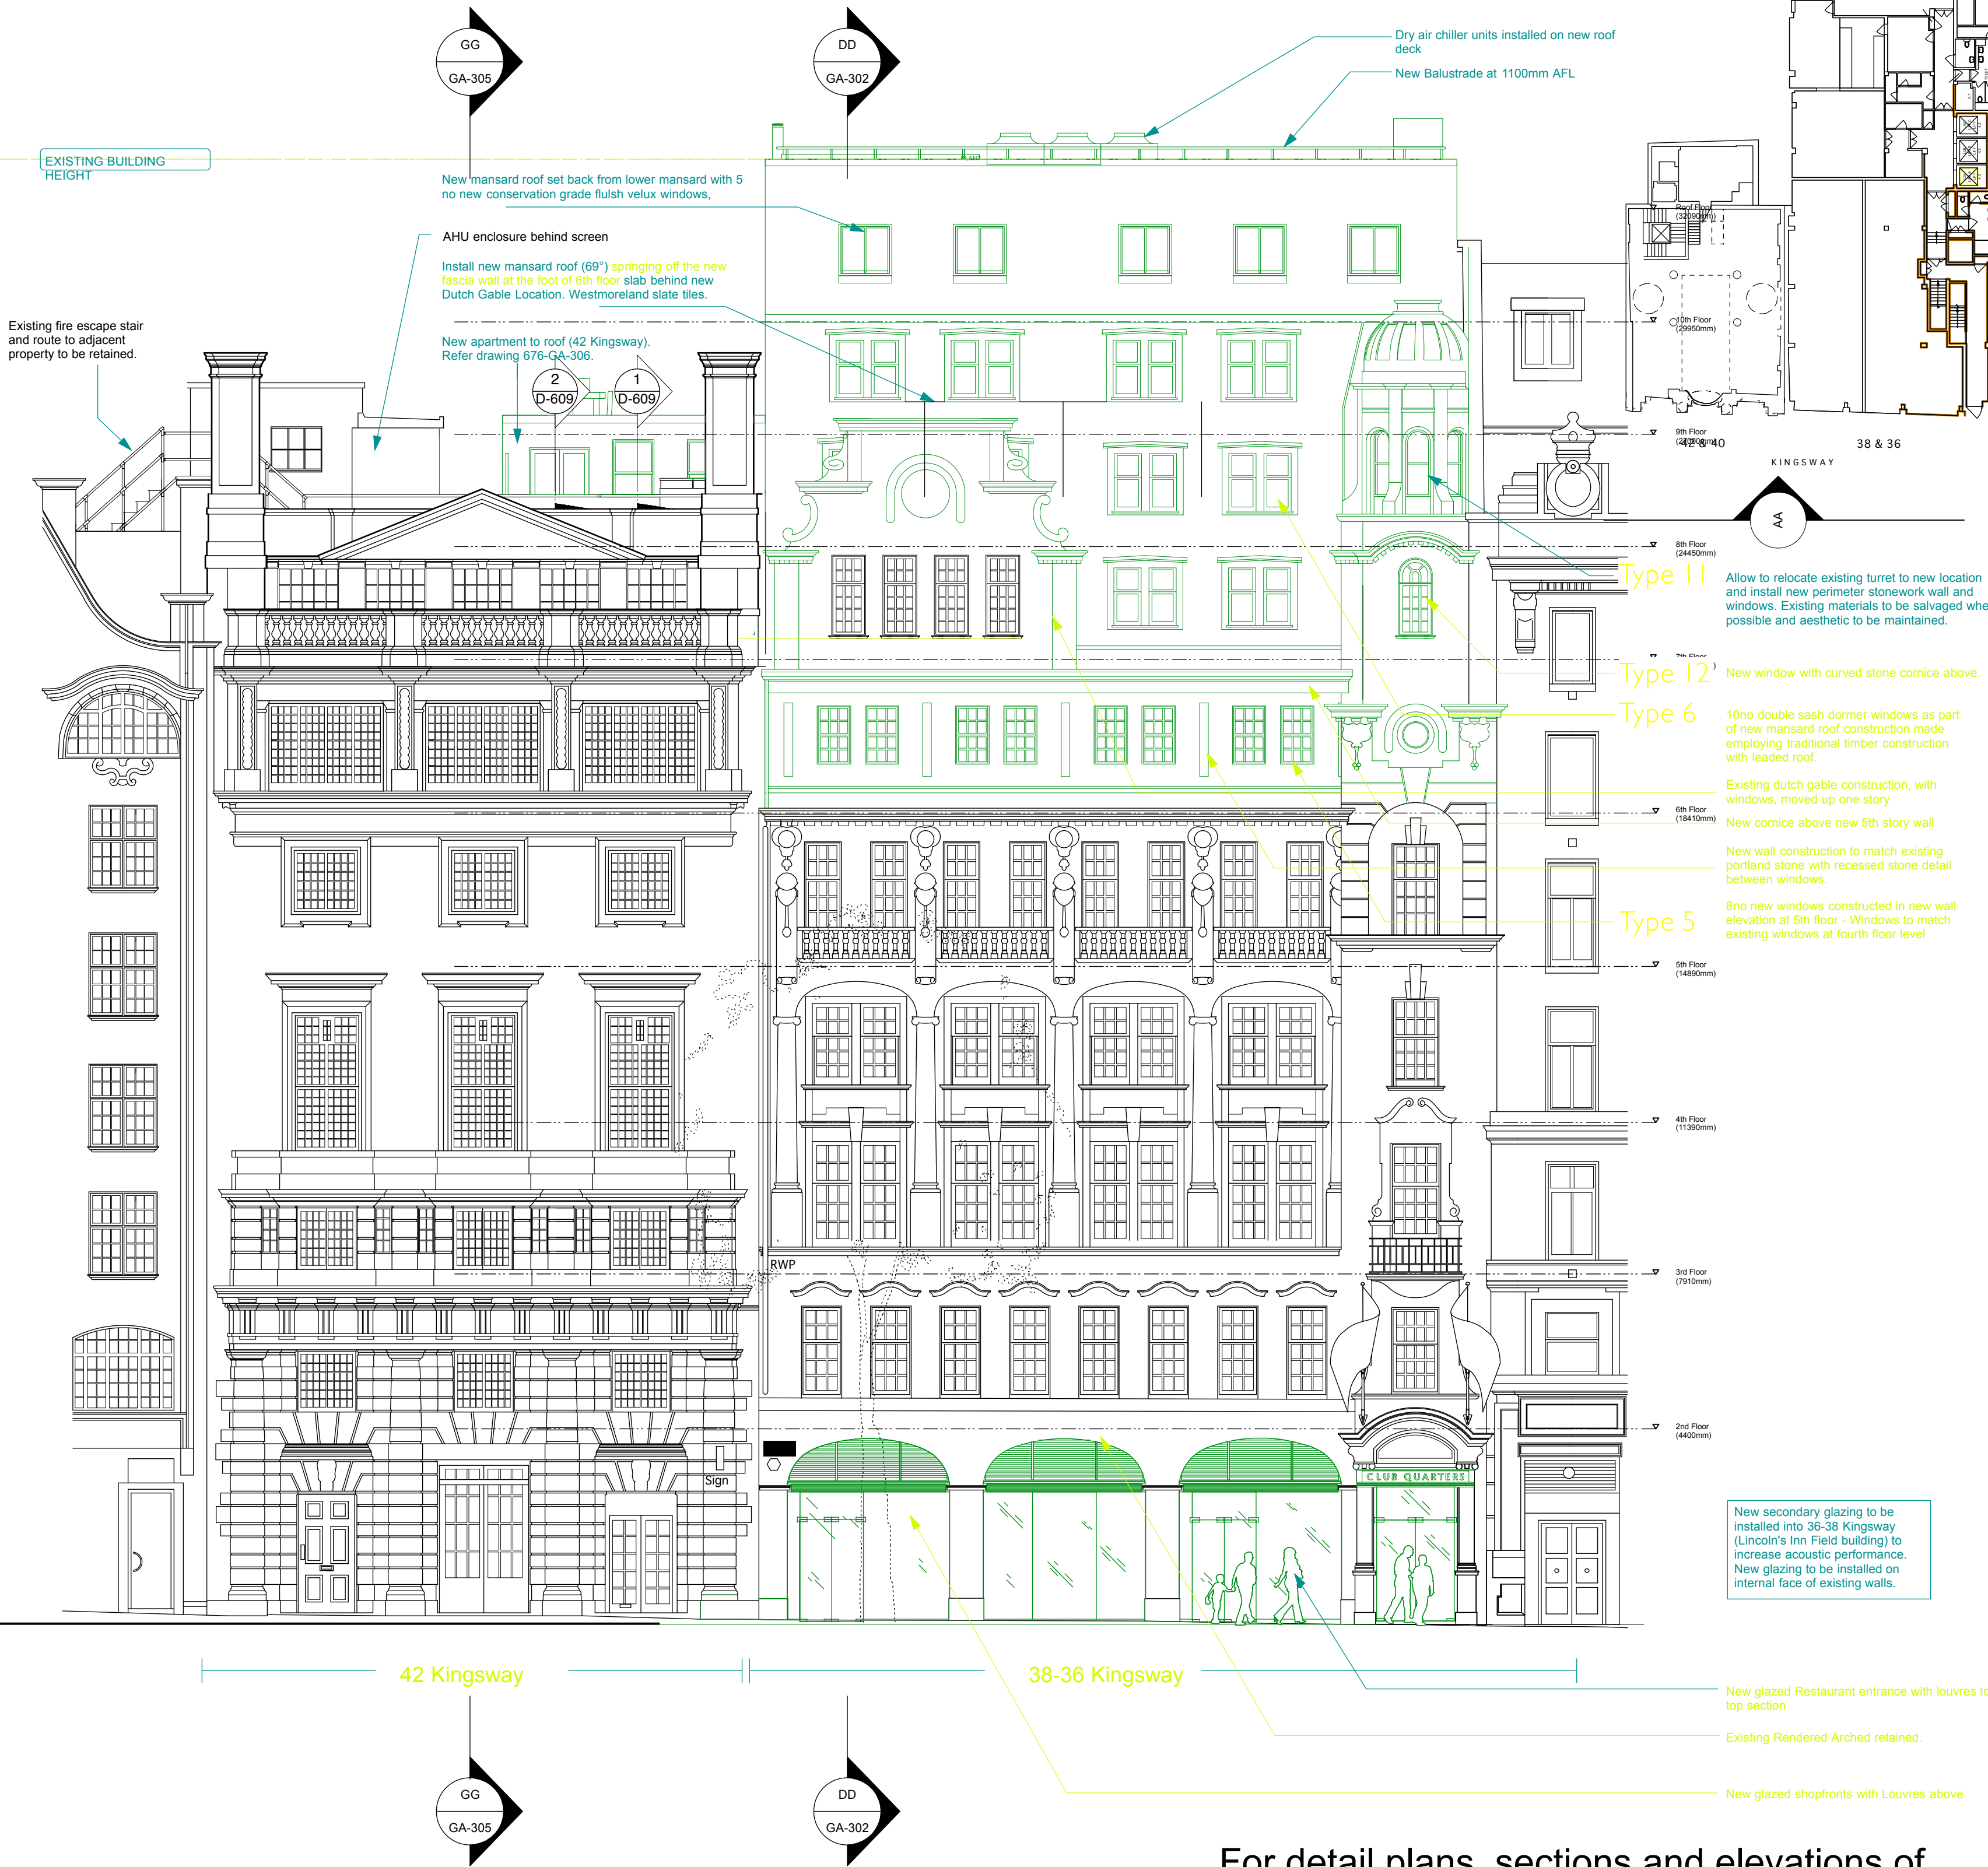 GG
GA-305
DD
GA-302
Dry air chiller units installed on new roof
deck
New Balustrade at 1100mm AFL
EXISTING BUILDING
HEIGHT
PLANT
New mansard roof set back from lower mansard with 5
no new conservation grade flulsh velux windows,
AHU enclosure behind screen
Install new mansard roof (69°) springing off the new
fascia wall at the foot of 6th floor slab behind new
Dutch Gable Location. Westmoreland slate tiles.
Existing fire escape stair
and route to adjacent
property to be retained.
New apartment to roof (42 Kingsway).
Refer drawing 676-GA-306.
2
D-609
1
D-609
Roof Floor
(32090mm)
10th Floor
(29950mm)
9th Floor
42 & 40
38 & 36
KINGSWAY
AA
8th Floor
(24450mm)
Type 11
Allow to relocate existing turret to new location
and install new perimeter stonework wall and
windows. Existing materials to be salvaged whe
possible and aesthetic to be maintained.
7th Floor
Type 12
New window with curved stone cornice above.
Type 6
10no double sash dormer windows as part
of new mansard roof construction made
employing traditional timber construction
with leaded roof.
Existing dutch gable construction, with
windows, moved up one story
6th Floor
(18410mm)
New cornice above new 5th story wall
New wall construction to match existing
portland stone with recessed stone detail
between windows.
Type 5
8no new windows constructed in new wall
elevation at 5th floor - Windows to match
existing windows at fourth floor level
5th Floor
(14890mm)
4th Floor
(11390mm)
RWP
3rd Floor
(7910mm)
2nd Floor
(4400mm)
Sign
CLUB QUARTERS
New secondary glazing to be
installed into 36-38 Kingsway
(Lincoln's Inn Field building) to
increase acoustic performance.
New glazing to be installed on
internal face of existing walls.
42 Kingsway
38-36 Kingsway
New glazed Restaurant entrance with louvres to
top section
Existing Rendered Arched retained.
New glazed shopfronts with Louvres above
GG
GA-305
DD
GA-302
For detail plans, sections and elevations of